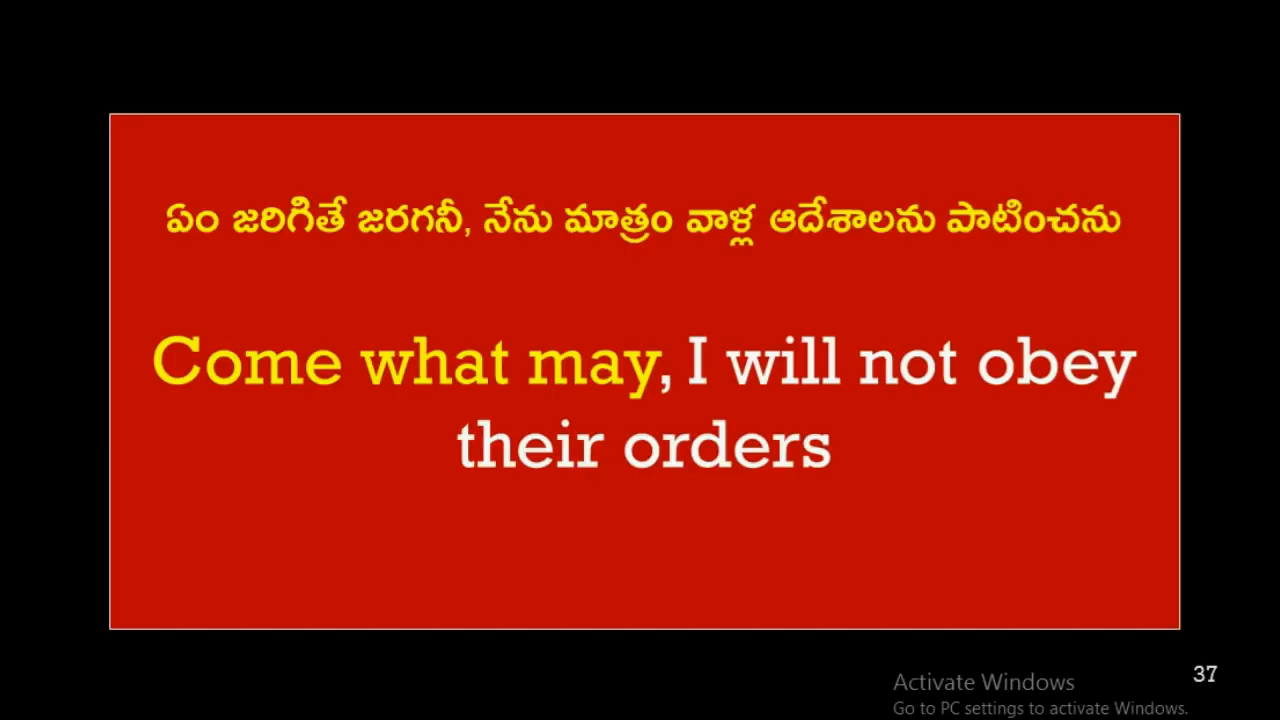 ఏం జరిగితే జరగనీ, నేను మాత్రం వాళ్ల ఆదేశాలను పాటించను
Come what may, I will not obey
their orders
37
Activate Windows
Go to PC settings to activate Windows.